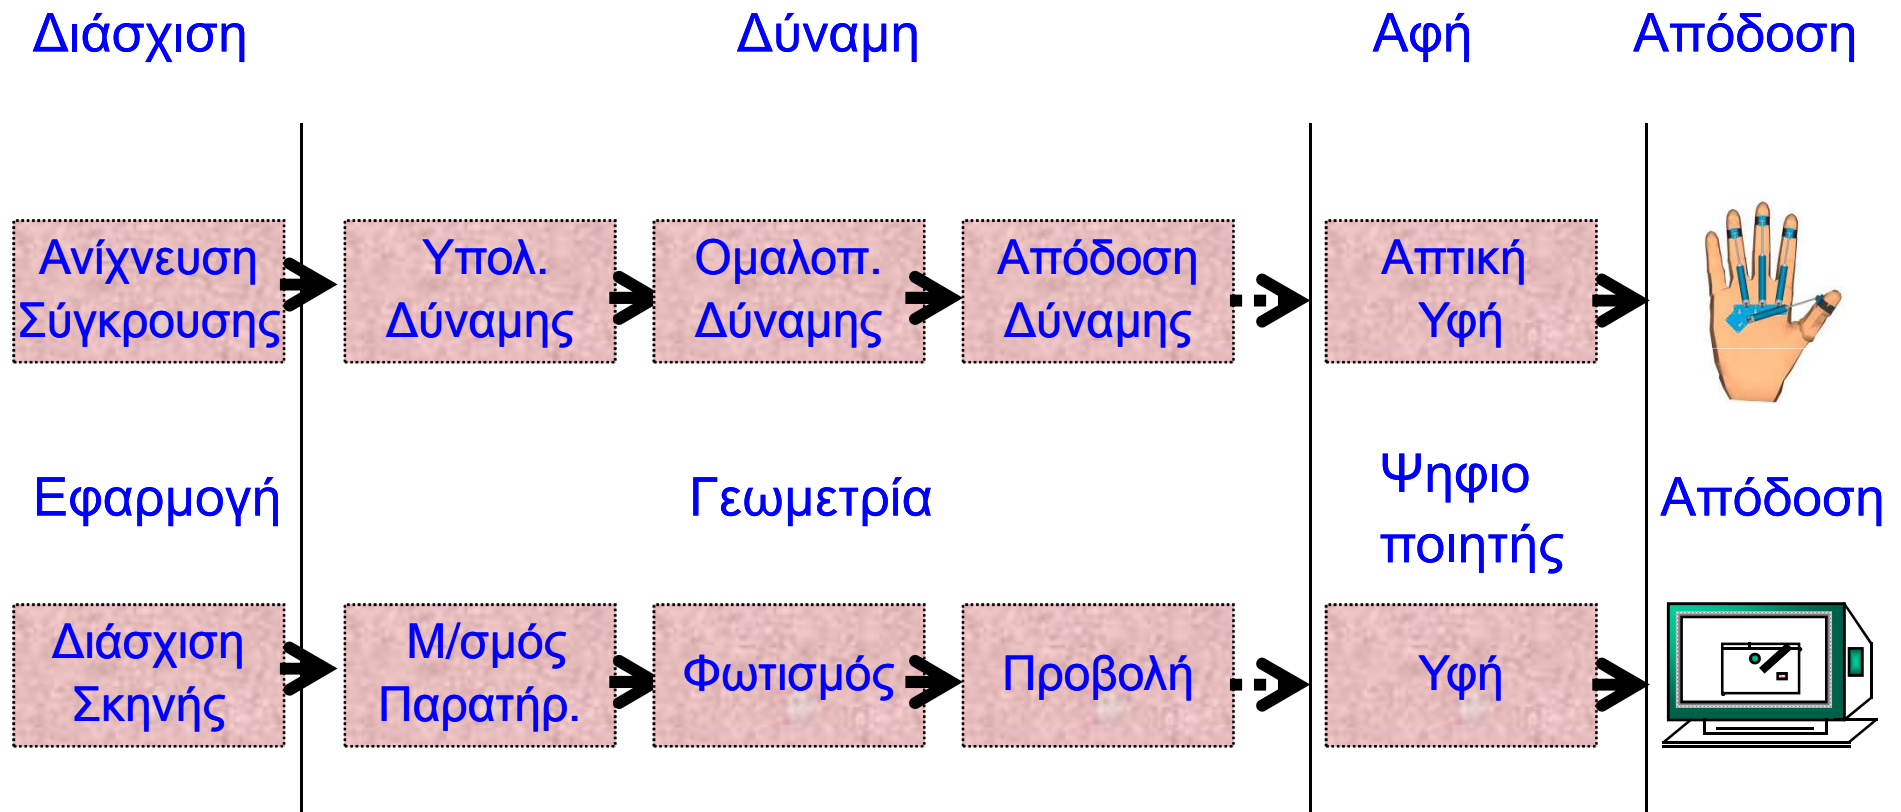 Διάσχιση Δύναμη Αφή Απόδοση
Ανίχνευση
Σύγκρουσης
Υπολ.
Δύναμης
Ομαλοπ.
Δύναμης
Απόδοση
Δύναμης
Απτική
Υφή
Εφαρμογή Γεωμετρία
Ψηφιο
ποιητής
Απόδοση
Διάσχιση
Σκηνής
Μ/σμός
Παρατήρ.
Φωτισμός
Προβολή
Υφή